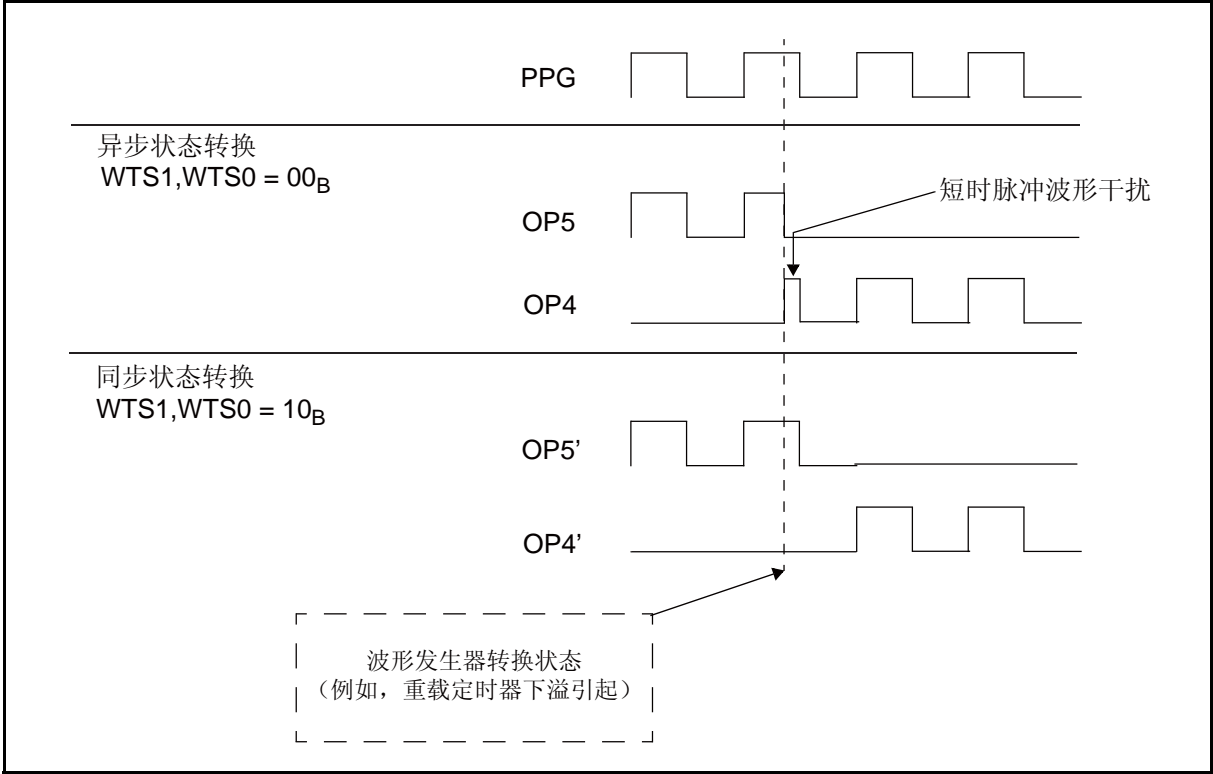 PPG
异步状态转换
WTS1,WTS0 = 00B
短时脉冲波形干扰
OP5
OP4
同步状态转换
WTS1,WTS0 = 10B
OP5’
OP4’
波形发生器转换状态
（例如，重载定时器下溢引起）